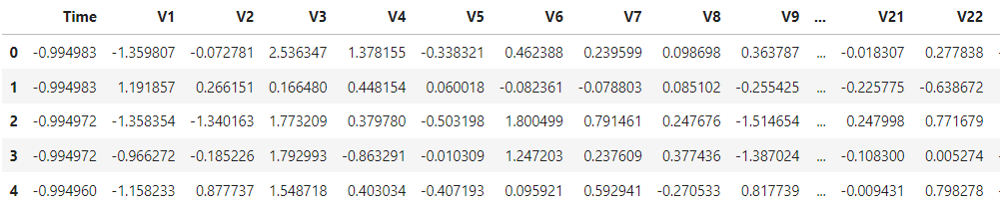 Time V1 V2 V3 V4 V5 V6 V7 V8 V9 ... V21 V22
0 -0.994983 -1.359807 -0.072781 2.536347 1.378155 -0.338321 0.462388 0.239599 0.098698 0.363787 ... -0.018307 0.277838
1 -0.994983 1.191857 0.266151 0.166480 0.448154 0.060018 -0.082361 -0.078803 0.085102 -0.255425 ... -0.225775 -0.638672
2 -0.994972 -1.358354 -1.340163 1.773209 0.379780 -0.503198 1.800499 0.791461 0.247676 -1.514654 ... 0.247998 0.771679
3 -0.994972 -0.966272 -0.185226 1.792993 -0.863291 -0.010309 1.247203 0.237609 0.377436 -1.387024 ... -0.108300 0.005274
4 -0.994960 -1.158233 0.877737 1.548718 0.403034 -0.407193 0.095921 0.592941 -0.270533 0.817739 ... -0.009431 0.798278